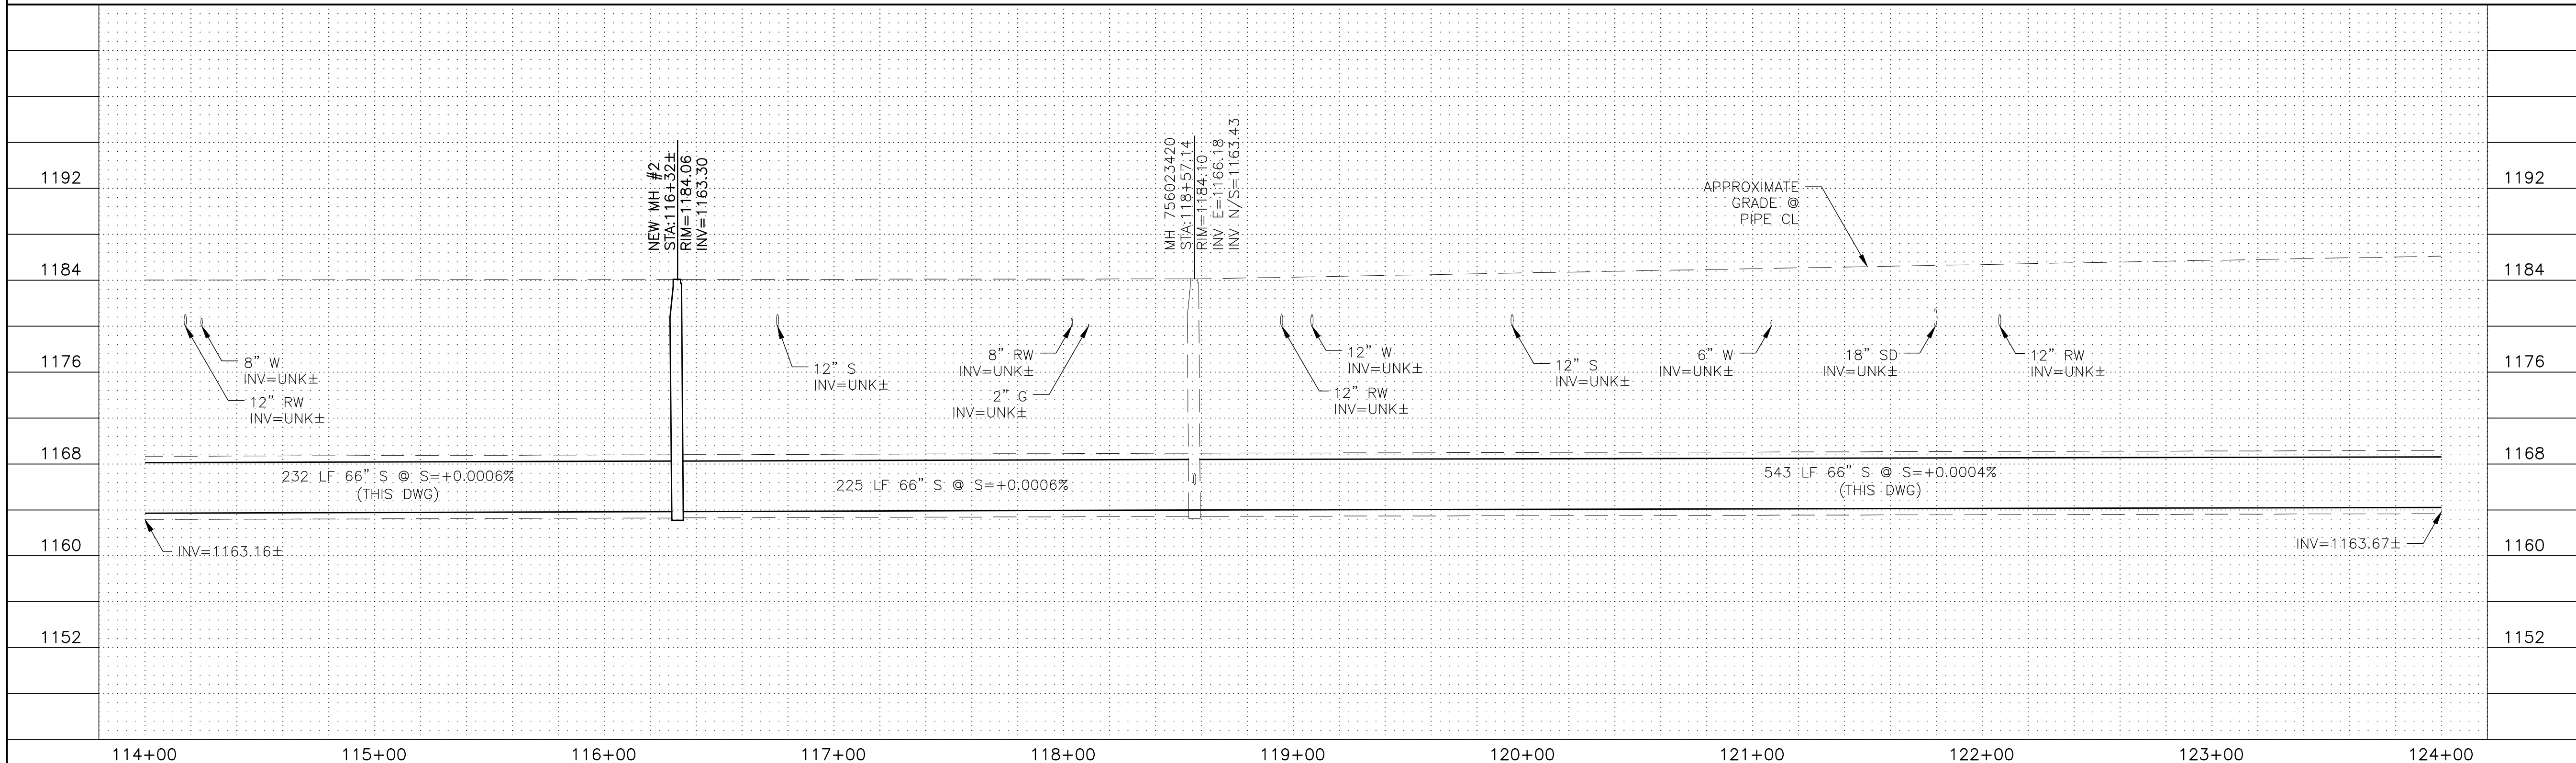 NEW MH #2
STA:116+32±
RIM=1184.06
INV=1163.30
MH 756023420
STA:118+57.14
RIM=1184.10
INV E=1166.18
INV N/S=1163.43
1192
1192
APPROXIMATE
GRADE @
PIPE CL
1184
1184
8" W
INV=UNK±
12" RW
INV=UNK±
12" S
INV=UNK±
8" RW
INV=UNK±
2" G
INV=UNK±
12" W
INV=UNK±
12" RW
INV=UNK±
12" S
INV=UNK±
6" W
INV=UNK±
18" SD
INV=UNK±
12" RW
INV=UNK±
1176
1176
1168
1168
232 LF 66" S @ S=+0.0006%
(THIS DWG)
225 LF 66" S @ S=+0.0006%
543 LF 66" S @ S=+0.0004%
(THIS DWG)
1160
INV=1163.16±
INV=1163.67±
1160
1152
1152
114+00
115+00
116+00
117+00
118+00
119+00
120+00
121+00
122+00
123+00
124+00